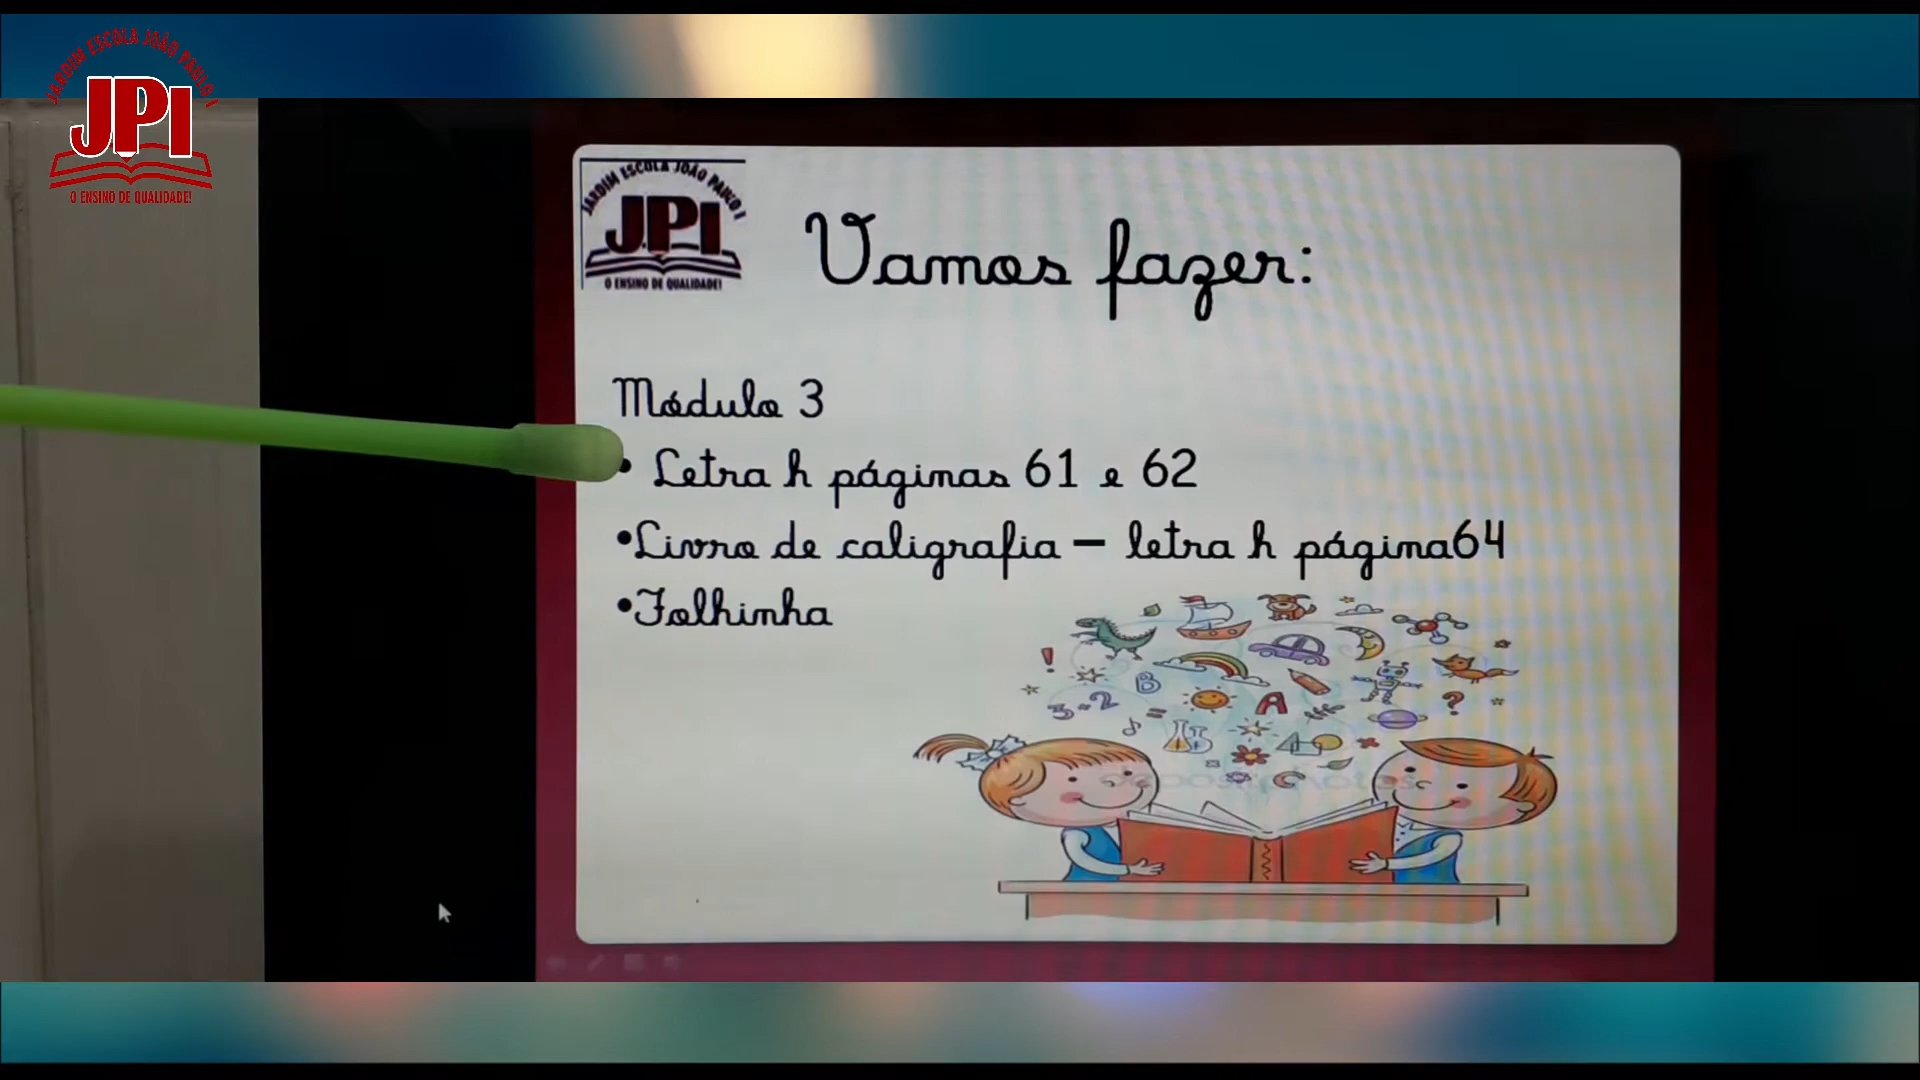 JARDIM ESCOLA JOÃO PAULO I
JPI
O ENSINO DE QUALIDADE!
JARDIM ESCOLA JOÃO PAULO I
JPI
O ENSINO DE QUALIDADE!
Vamos fazer:
Módulo 3
• Letra h páginas 61 e 62
•Livro de caligrafia – letra h página64
•Folhinha
B
A
?
!
depositphotos